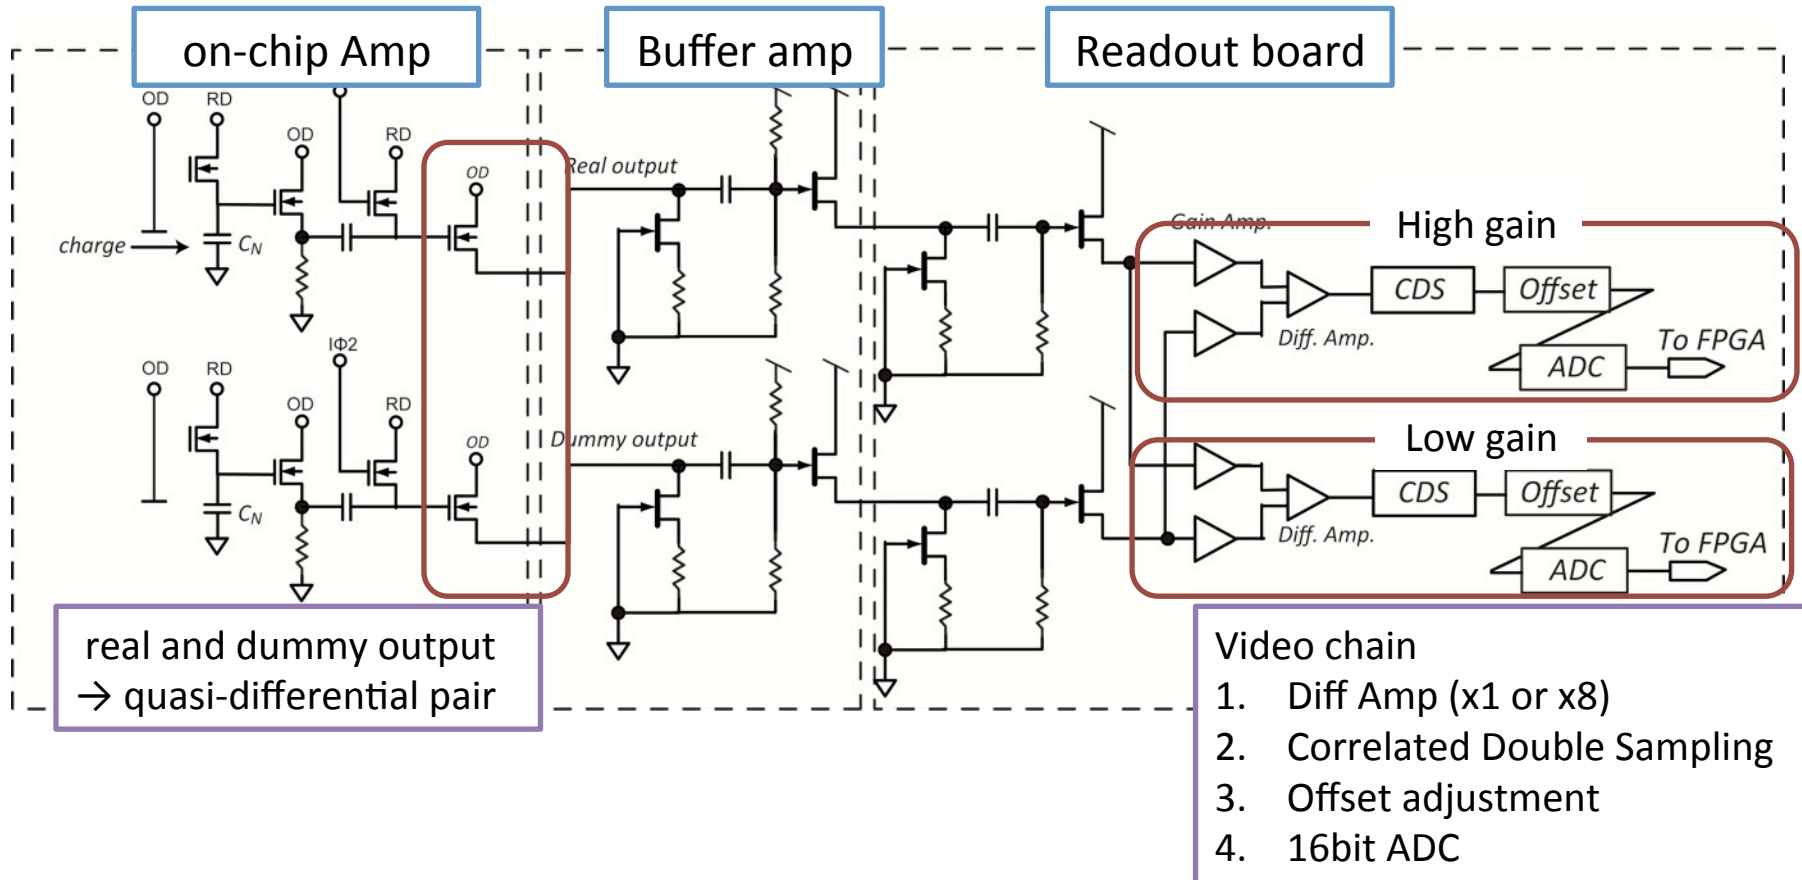 on-chip Amp
Buffer amp
Readout board
OD
RD
OD
RD
OD
charge
C_N
Real output
Gain Amp.
High gain
CDS
Offset
Diff. Amp.
ADC
To FPGA
OD
RD
OD
IΦ2
RD
OD
C_N
Dummy output
Low gain
CDS
Offset
Diff. Amp.
ADC
To FPGA
real and dummy output
→ quasi-differential pair
Video chain
1. Diff Amp (x1 or x8)
2. Correlated Double Sampling
3. Offset adjustment
4. 16bit ADC